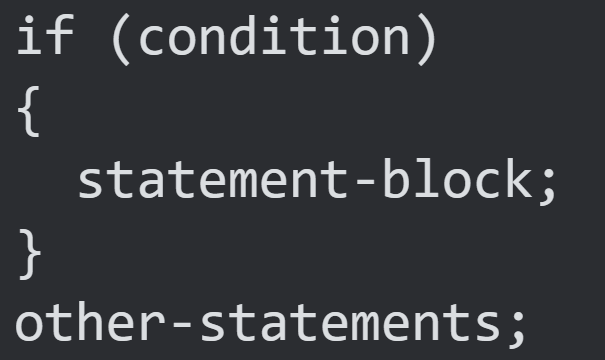 if (condition)
{
  statement-block;
}
other-statements;